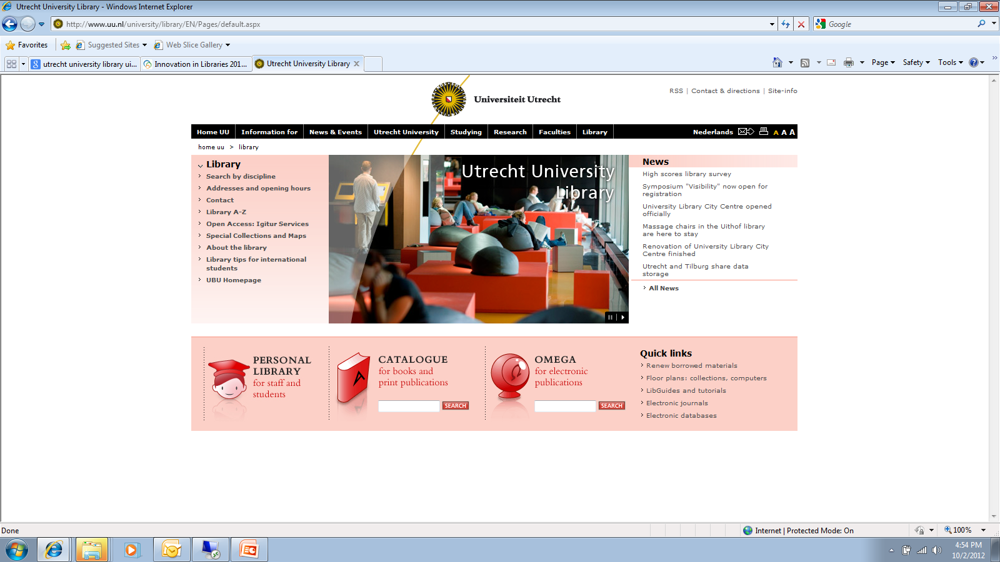 Utrecht University Library - Windows Internet Explorer
http://www.uu.nl/university/library/EN/Pages/default.aspx
Google
Favorites
Suggested Sites
Web Slice Gallery
utrecht university library ui...
Innovation in Libraries 201...
Utrecht University Library
Page
Safety
Tools
Universiteit Utrecht
RSS | Contact & directions | Site-info
Home UU
Information for
News & Events
Utrecht University
Studying
Research
Faculties
Library
Nederlands
A A A
home uu > library
Library
Search by discipline
Addresses and opening hours
Contact
Library A-Z
Open Access: Igitur Services
Special Collections and Maps
About the library
Library tips for international
students
UBU Homepage
Utrecht University
Library
News
High scores library survey
Symposium "Visibility" now open for
registration
University Library City Centre opened
officially
Massage chairs in the Uithof library
are here to stay
Renovation of University Library City
Centre finished
Utrecht and Tilburg share data
storage
All News
PERSONAL
LIBRARY
for staff and
students
CATALOGUE
for books and
print publications
SEARCH
OMEGA
for electronic
publications
SEARCH
Quick links
Renew borrowed materials
Floor plans: collections, computers
LibGuides and tutorials
Electronic journals
Electronic databases
Done
Internet | Protected Mode: On
100%
4:54 PM
10/2/2012